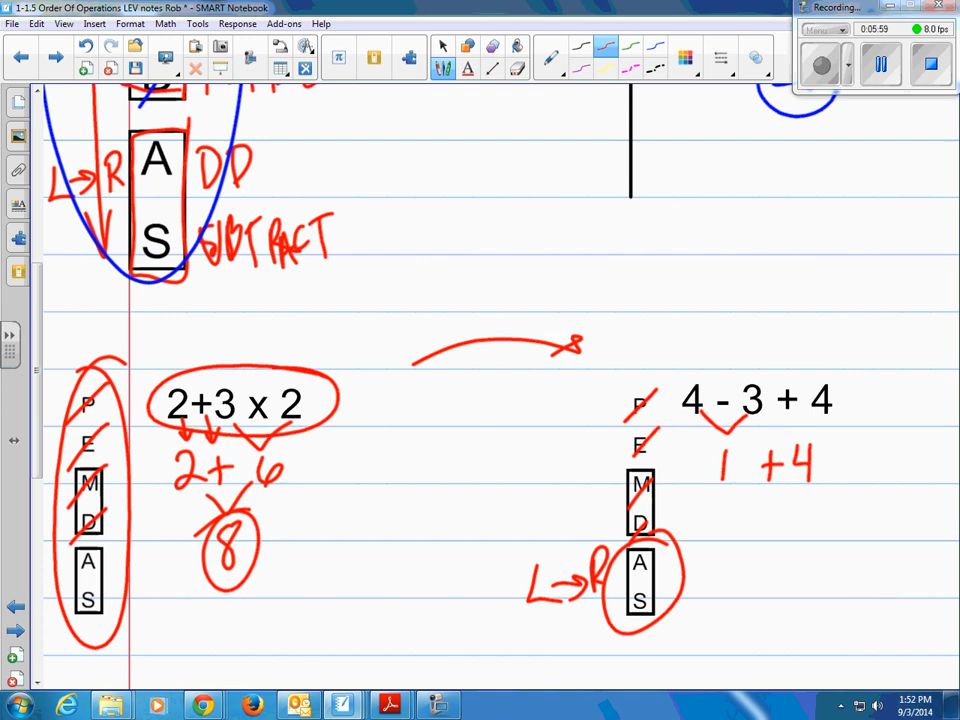 1-1.5 Order Of Operations LEV notes Rob * - SMART Notebook
File Edit View Insert Format Math Tools Response Add-ons Help
Recording...
Menu
0:05:59
8.0 fps
L→R A DD
S SUBTRACT
P
E
M
D
A
S
2+3 x 2
2+ 6
8
P
E
M
D
L→R A
S
4 - 3 + 4
1 +4
1:52 PM
9/3/2014